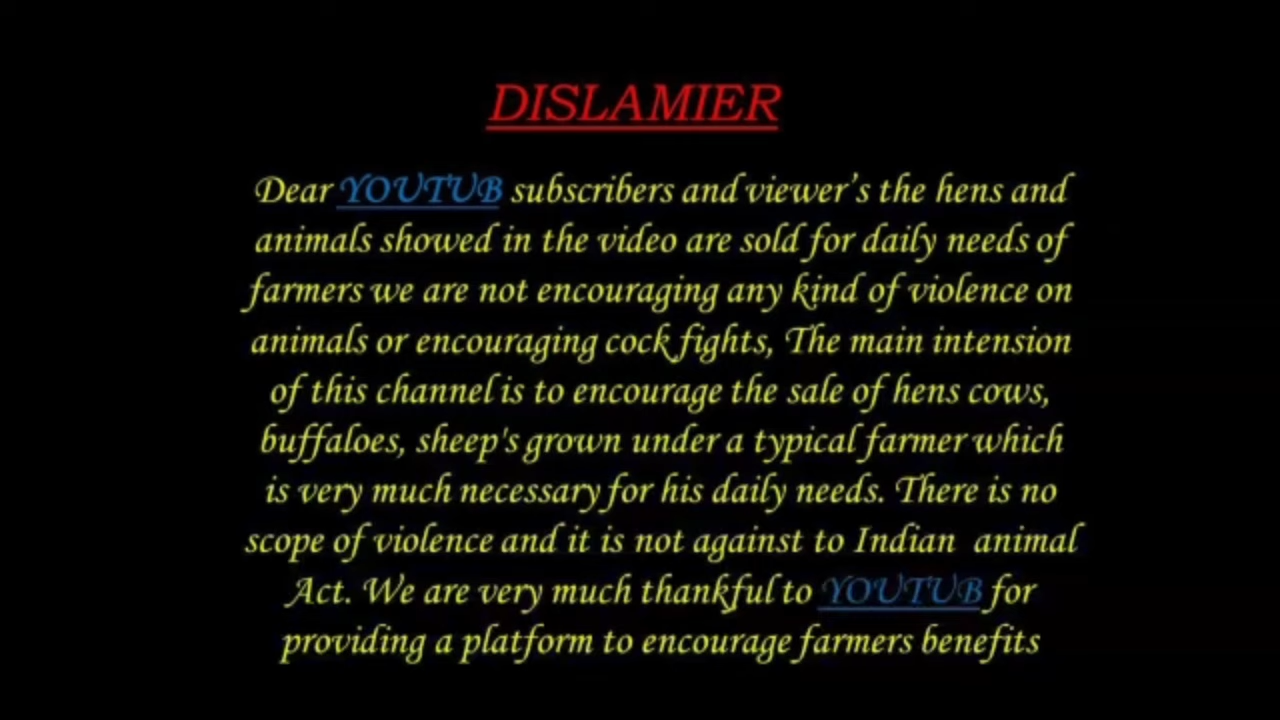 DISLAMIER
Dear YOUTUB subscribers and viewer’s the hens and
animals showed in the video are sold for daily needs of
farmers we are not encouraging any kind of violence on
animals or encouraging cock fights, The main intension
of this channel is to encourage the sale of hens cows,
buffaloes, sheep's grown under a typical farmer which
is very much necessary for his daily needs. There is no
scope of violence and it is not against to Indian animal
Act. We are very much thankful to YOUTUB for
providing a platform to encourage farmers benefits